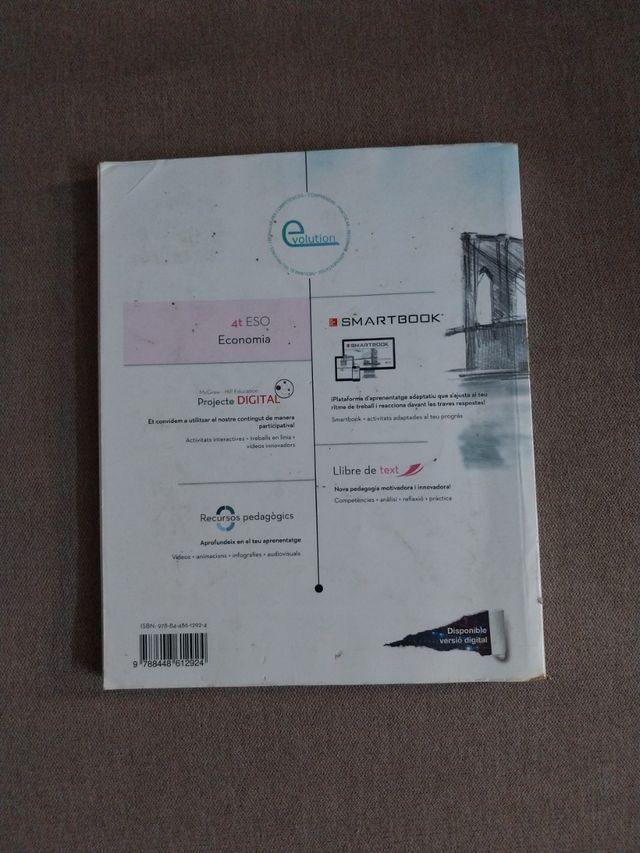 evolution
4t ESO
Economia
McGraw - Hill Education
Projecte DIGITAL
Et convidem a utilitzar el nostre contingut de manera
participativa!
Activitats interactives • treballs en línia •
vídeos innovadors
Recursos pedagògics
Aprofundeix en el teu aprenentatge
Vídeos • animacions • infografies • audiovisuals
SMARTBOOK
SMARTBOOK
¡Plataforma d'aprenentatge adaptatiu que s'ajusta al teu
ritme de treball i reacciona davant les teves respostes!
Smartbook • activitats adaptades al teu progrés
Llibre de text
Nova pedagogia motivadora i innovadora!
Competències • anàlisi • reflexió • pràctica
ISBN: 978-84-486-1292-4
9 788448 612924
Disponible
versió digital